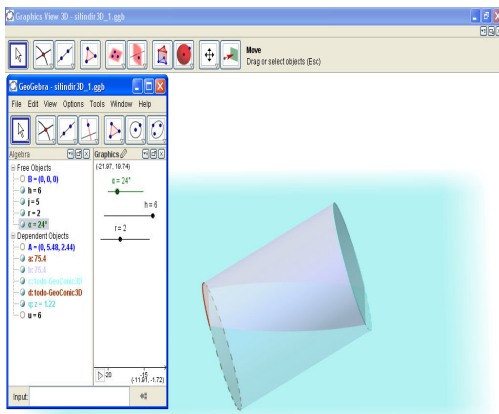 Graphics View 3D - silindir3D_1.ggb
Move
Drag or select objects (Esc)
GeoGebra - silindir3D_1.ggb
File Edit View Options Tools Window Help
Algebra
Graphics
Free Objects
B = (0, 0, 0)
h = 6
j = 5
r = 2
α = 24°
Dependent Objects
A = (0, 5.48, 2.44)
a: 75.4
b: 75.4
c: todo-GeoConic3D
d: todo-GeoConic3D
q: z = 1.22
u = 6
(-21.97, 19.74)
α = 24°
h = 6
r = 2
-20
-15
(-11.91, -1.72)
Input: